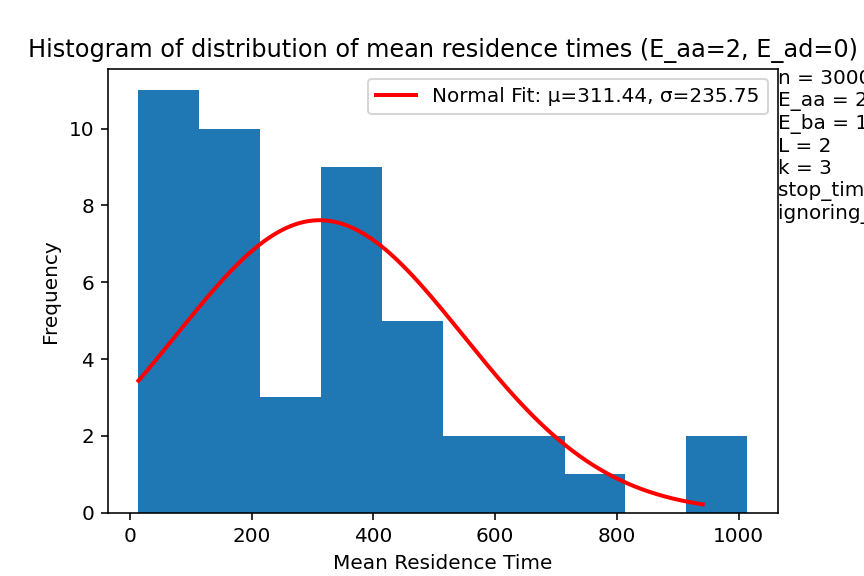 Histogram of distribution of mean residence times (E_aa=2, E_ad=0)
Normal Fit: μ=311.44, σ=235.75
n = 3000
E_aa = 2
E_ba = 1
L = 2
k = 3
stop_tim
ignoring_
10
8
6
4
2
0
Frequency
0 200 400 600 800 1000
Mean Residence Time